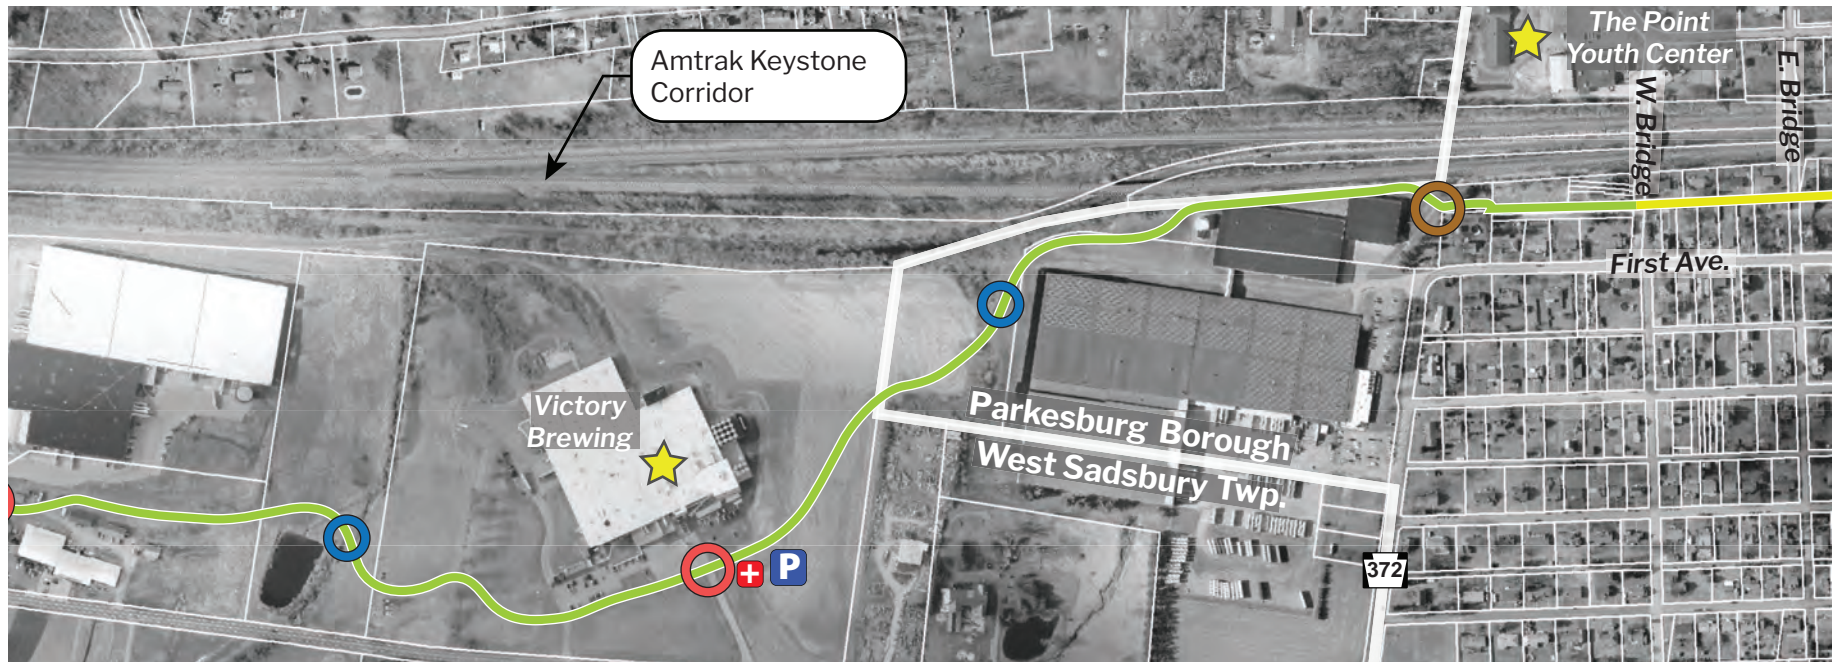 The Point
Youth Center
Amtrak Keystone
Corridor
W. Bridge
E. Bridge
First Ave.
Victory
Brewing
Parkesburg Borough
West Sadsbury Twp.
P
372